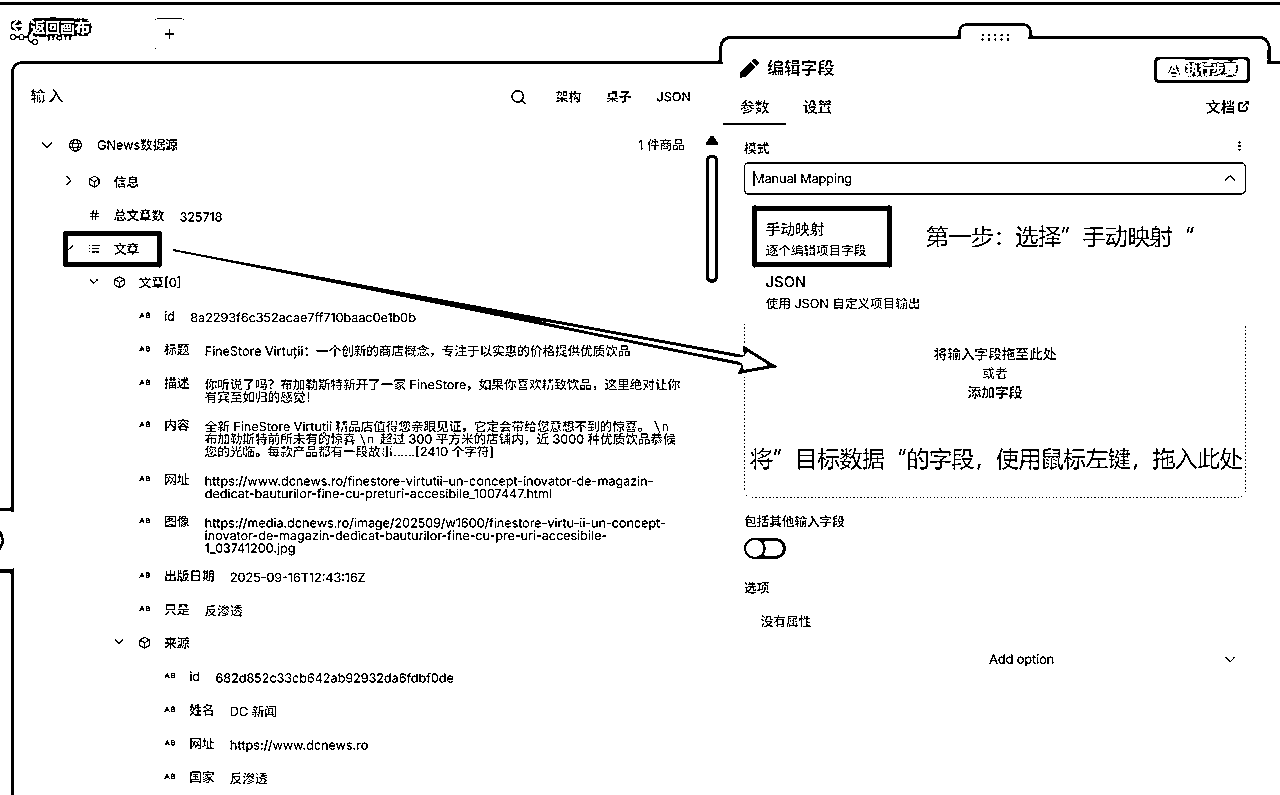 返回画布
+
输入
架构 桌子 JSON
GNews数据源
1 件商品
信息
# 总文章数 325718
文章
文章[0]
AB id 8a2293f6c352acae7ff710baac0e1b0b
AB 标题 FineStore Virtuții：一个创新的商店概念，专注于以实惠的价格提供优质饮品
AB 描述 你听说了吗？布加勒斯特新开了一家 FineStore，如果你喜欢精致饮品，这里绝对让你
有宾至如归的感觉！
AB 内容 全新 FineStore Virtuții 精品店值得您亲眼见证，它定会带给您意想不到的惊喜。 \n
布加勒斯特前所未有的惊喜 \n 超过 300 平方米的店铺内，近 3000 种优质饮品恭候
您的光临。每款产品都有一段故事……[2410 个字符]
AB 网址 https://www.dcnews.ro/finestore-virtutii-un-concept-inovator-de-magazin-
dedicat-bauturilor-fine-cu-preturi-accesibile_1007447.html
AB 图像 https://media.dcnews.ro/image/202509/w1600/finestore-virtu-ii-un-concept-
inovator-de-magazin-dedicat-bauturilor-fine-cu-pre-uri-accesibile-
1_03741200.jpg
AB 出版日期 2025-09-16T12:43:16Z
AB 只是 反渗透
来源
AB id 682d852c33cb642ab92932da6fdbf0de
AB 姓名 DC 新闻
AB 网址 https://www.dcnews.ro
AB 国家 反渗透
编辑字段
执行步骤
参数 设置
文档
模式
Manual Mapping
手动映射
逐个编辑项目字段
第一步：选择”手动映射“
JSON
使用 JSON 自定义项目输出
将输入字段拖至此处
或者
添加字段
将”目标数据“的字段，使用鼠标左键，拖入此处
包括其他输入字段
选项
没有属性
Add option